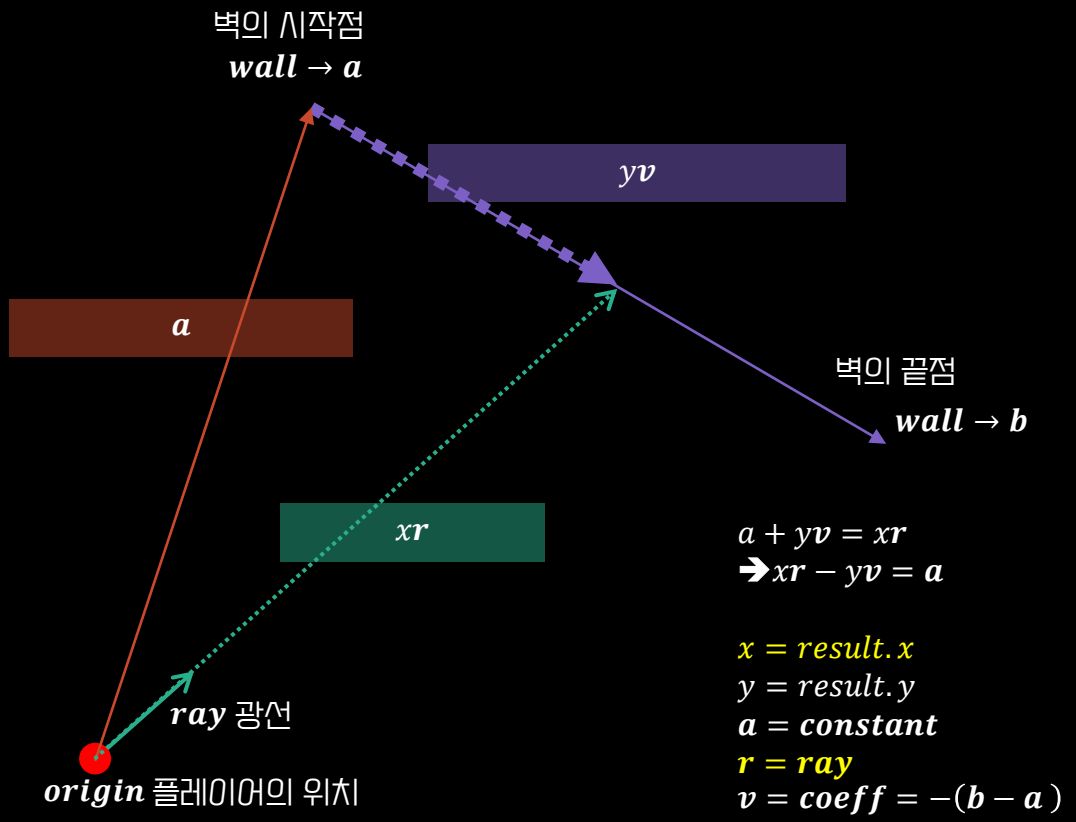 벽의 시작점
wall → a
yv
a
벽의 끝점
wall → b
xr
a + yv = xr
➔xr − yv = a
x = result.x
y = result.y
a = constant
r = ray
v = coeff = −(b − a )
ray 광선
origin 플레이어의 위치